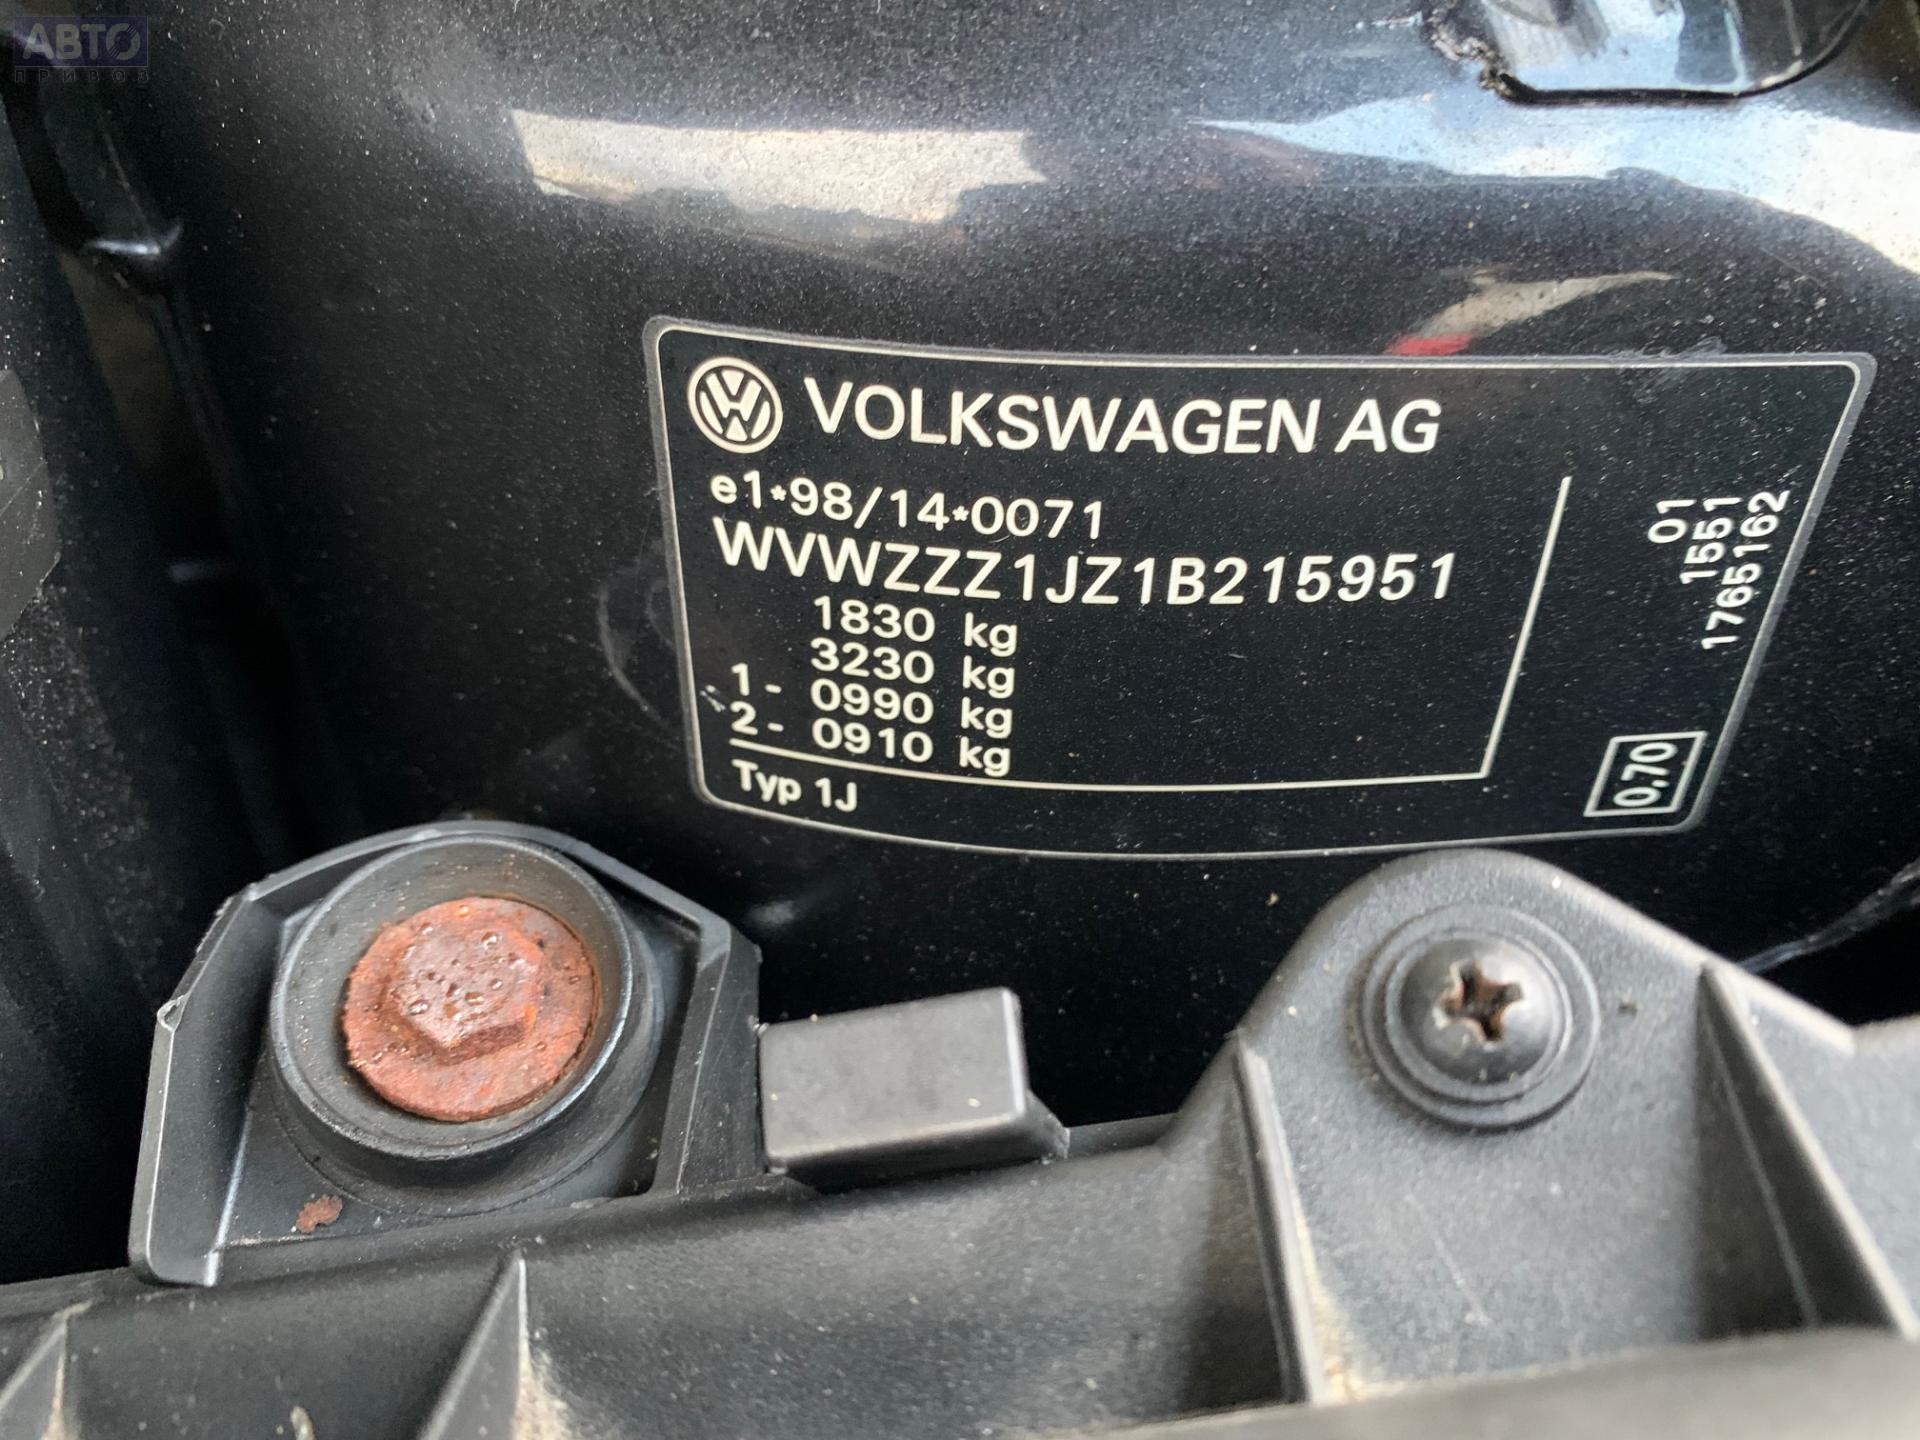 АВТО
ПРИВОЗ
VOLKSWAGEN AG
e1*98/14*0071
WVWZZZ1JZ1B215951
1830 kg
3230 kg
1- 0990 kg
2- 0910 kg
Typ 1J
01
1551
1765162
0,70